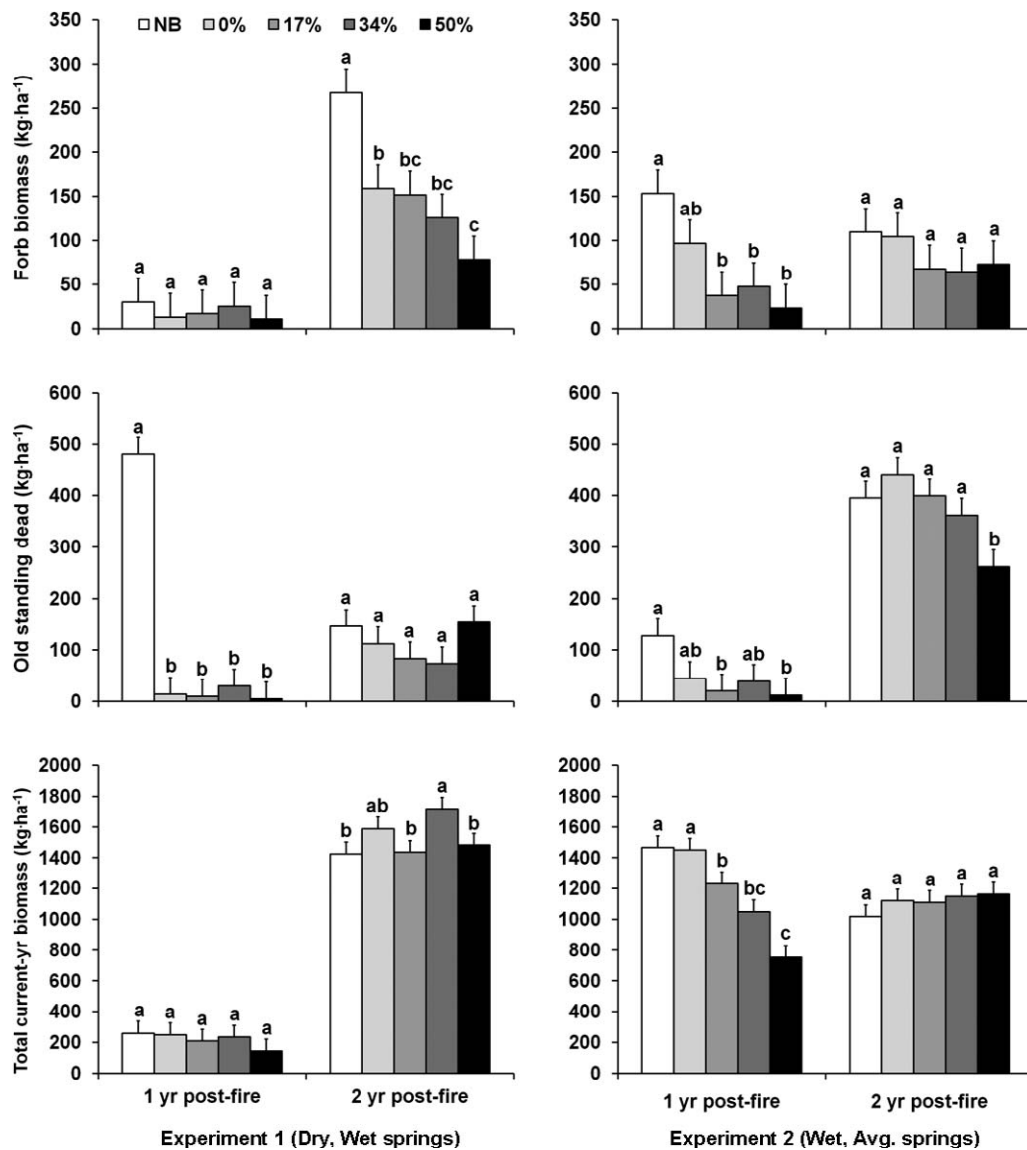 NB 0% 17% 34% 50%
Forb biomass (kg·ha-1)
350
300
250
200
150
100
50
0
a a a a a
a b bc bc c
350
300
250
200
150
100
50
0
a ab b b b
a a a a a
Old standing dead (kg·ha-1)
600
500
400
300
200
100
0
a b b b b
a a a a a
600
500
400
300
200
100
0
a ab b ab b
a a a a b
Total current-yr biomass (kg·ha-1)
2000
1800
1600
1400
1200
1000
800
600
400
200
0
a a a a a
b ab b a b
1 yr post-fire 2 yr post-fire
Experiment 1 (Dry, Wet springs)
2000
1800
1600
1400
1200
1000
800
600
400
200
0
a a b bc c
a a a a a
1 yr post-fire 2 yr post-fire
Experiment 2 (Wet, Avg. springs)